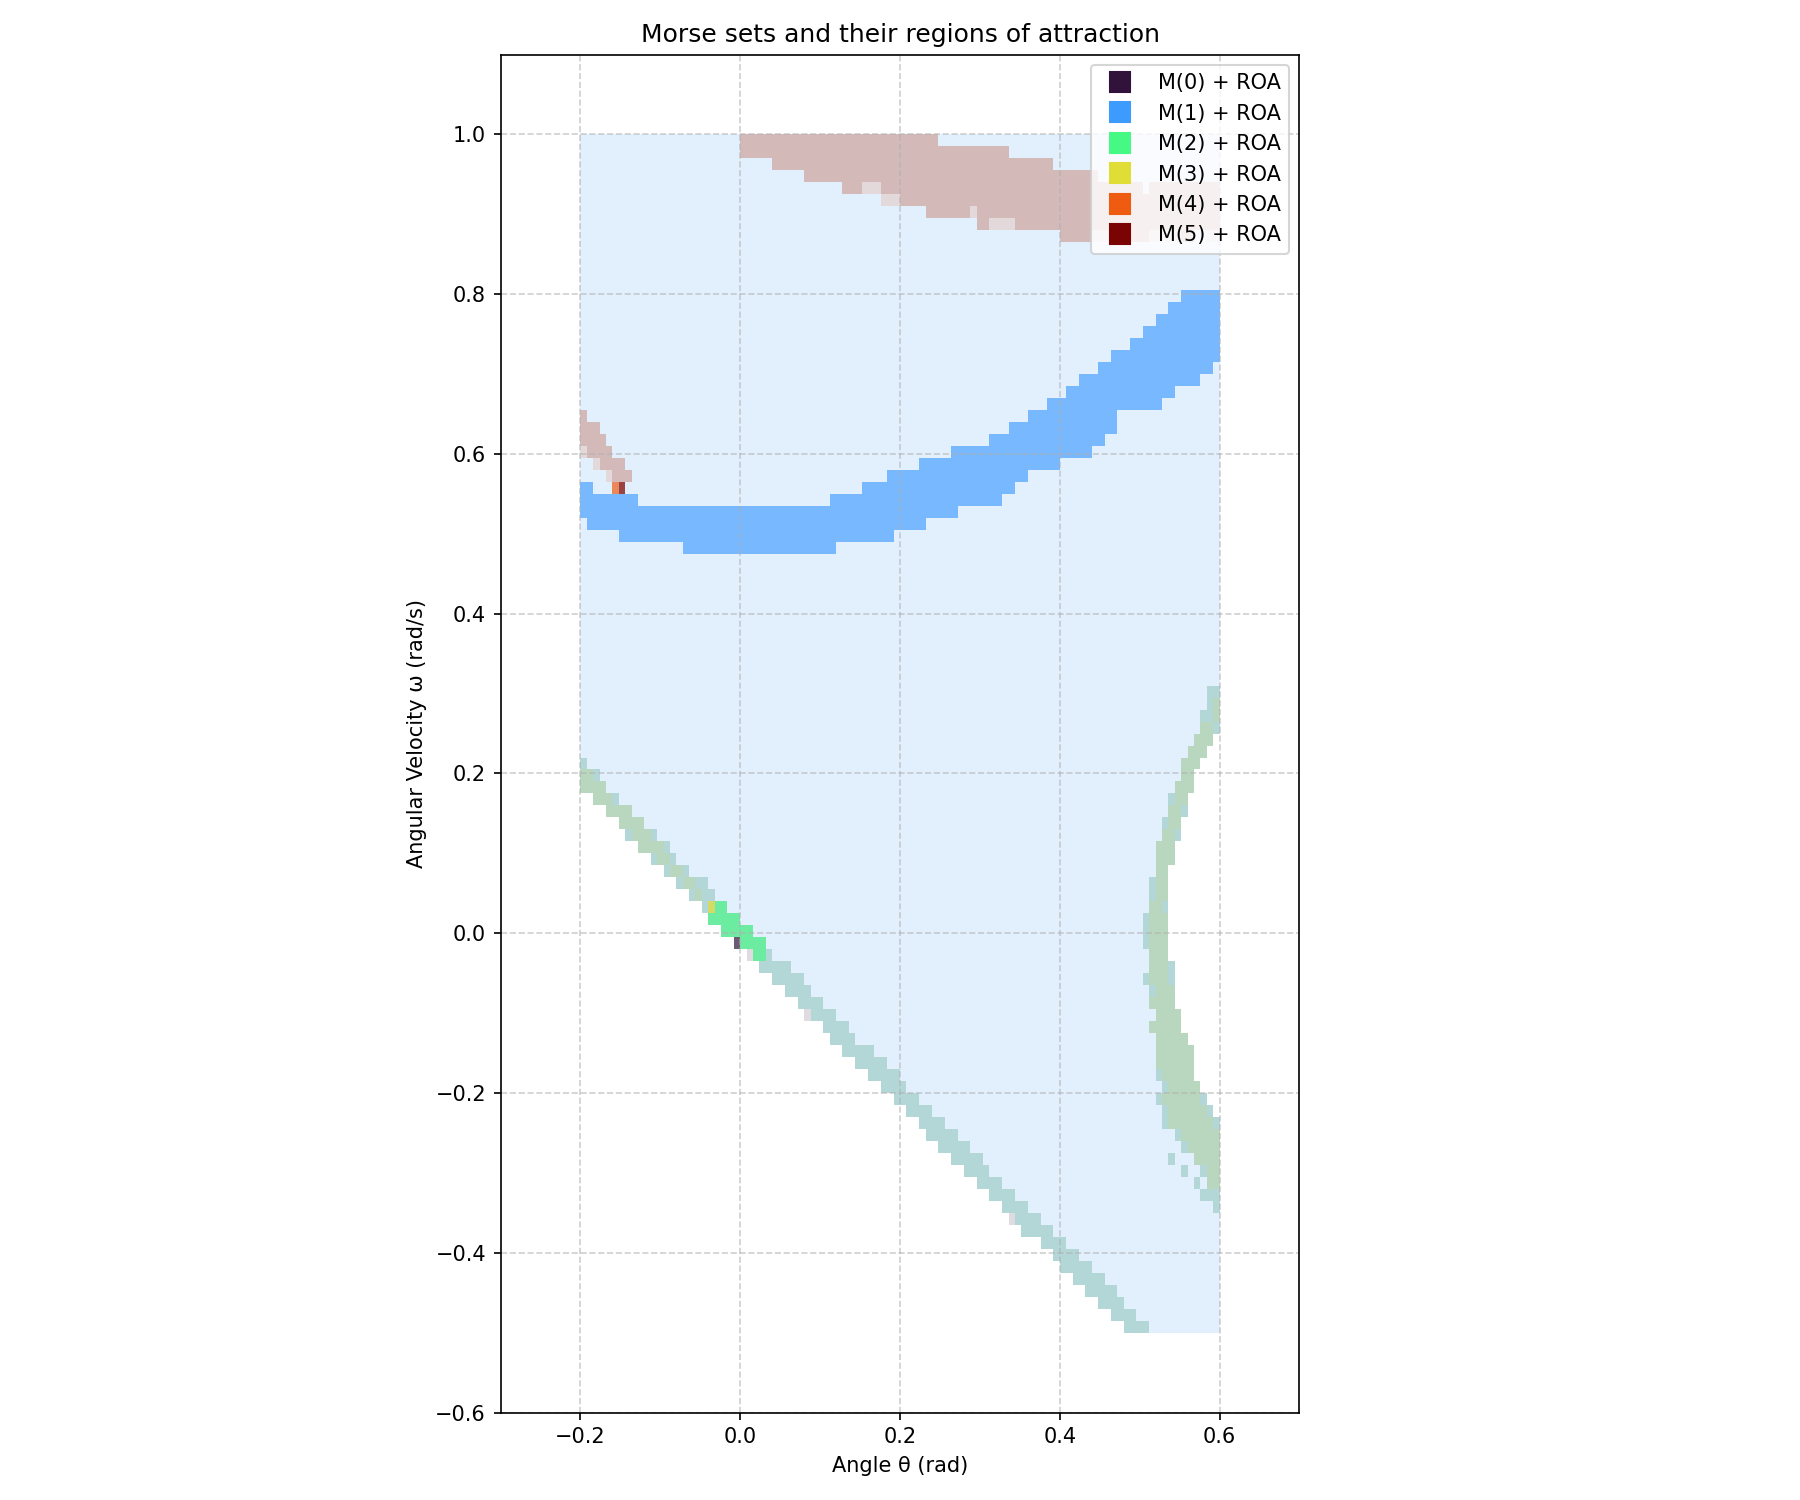 Morse sets and their regions of attraction
M(0) + ROA
M(1) + ROA
M(2) + ROA
M(3) + ROA
M(4) + ROA
M(5) + ROA
1.0
0.8
0.6
0.4
0.2
0.0
−0.2
−0.4
−0.6
Angular Velocity ω (rad/s)
−0.2 0.0 0.2 0.4 0.6
Angle θ (rad)